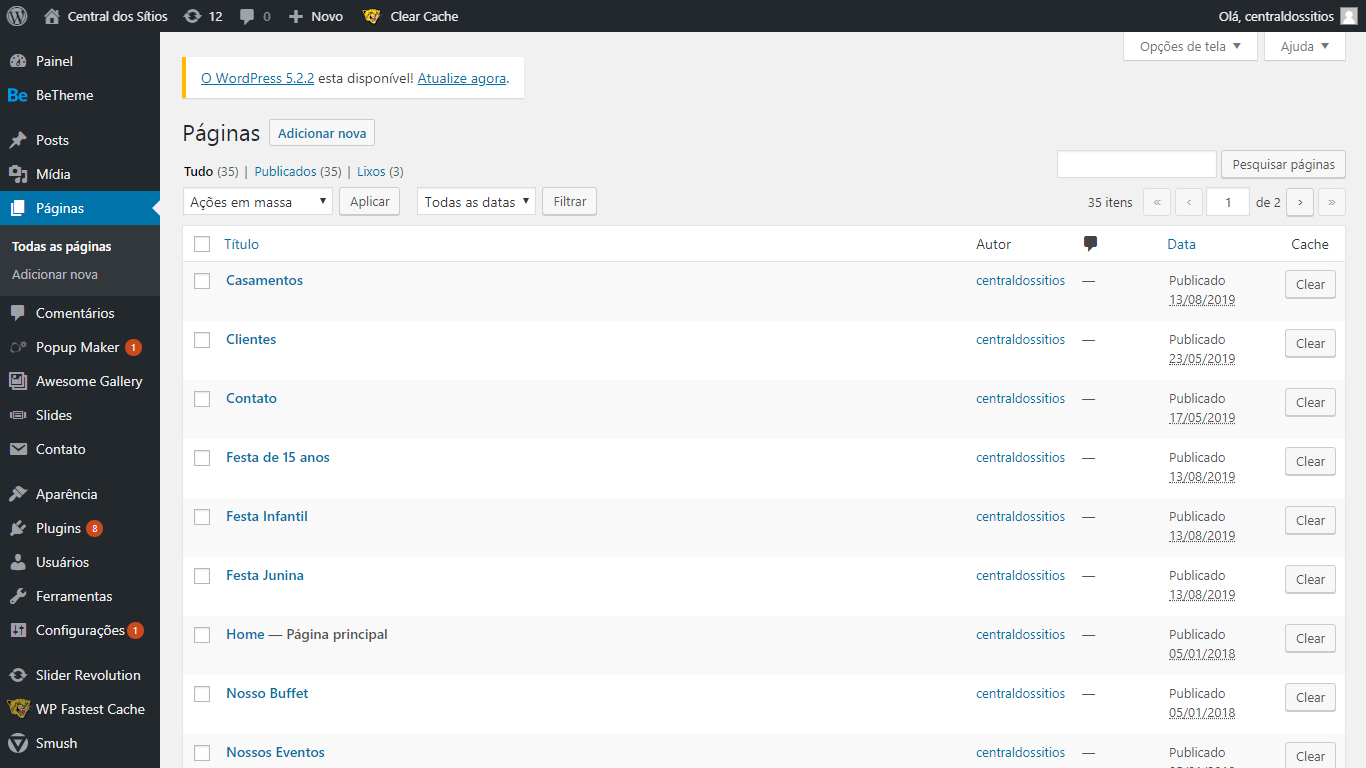 Central dos Sítios 12 0 Novo Clear Cache Olá, centraldossitios
Opções de tela Ajuda
Painel
Be BeTheme
Posts
Mídia
Páginas
Todas as páginas
Adicionar nova
Comentários
Popup Maker 1
Awesome Gallery
Slides
Contato
Aparência
Plugins 8
Usuários
Ferramentas
Configurações 1
Slider Revolution
WP Fastest Cache
Smush
O WordPress 5.2.2 esta disponível! Atualize agora.
Páginas Adicionar nova
Tudo (35) | Publicados (35) | Lixos (3)
Pesquisar páginas
Ações em massa Aplicar Todas as datas Filtrar 35 itens « ‹ 1 de 2 › »
Título Autor Data Cache
Casamentos centraldossitios — Publicado Clear
13/08/2019
Clientes centraldossitios — Publicado Clear
23/05/2019
Contato centraldossitios — Publicado Clear
17/05/2019
Festa de 15 anos centraldossitios — Publicado Clear
13/08/2019
Festa Infantil centraldossitios — Publicado Clear
13/08/2019
Festa Junina centraldossitios — Publicado Clear
13/08/2019
Home — Página principal centraldossitios — Publicado Clear
05/01/2018
Nosso Buffet centraldossitios — Publicado Clear
05/01/2018
Nossos Eventos centraldossitios — Publicado Clear